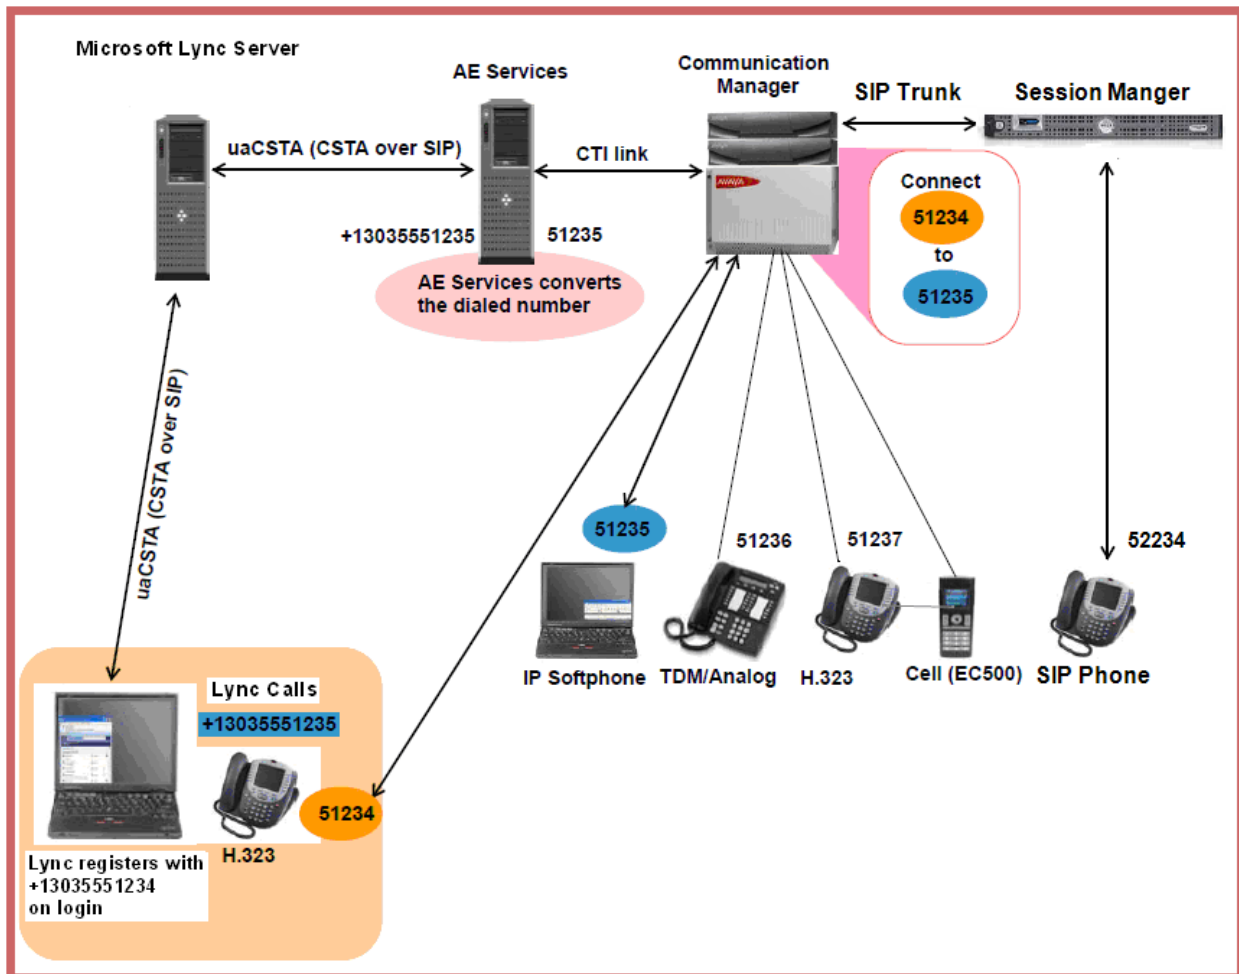 Microsoft Lync Server
AE Services
Communication
Manager
SIP Trunk
Session Manger
uaCSTA (CSTA over SIP)
CTI link
AVAYA
Connect
51234
to
51235
+13035551235
51235
AE Services converts
the dialed number
uaCSTA (CSTA over SIP)
51235
51236
51237
52234
IP Softphone
TDM/Analog
H.323
Cell (EC500)
SIP Phone
Lync Calls
+13035551235
51234
H.323
Lync registers with
+13035551234
on login